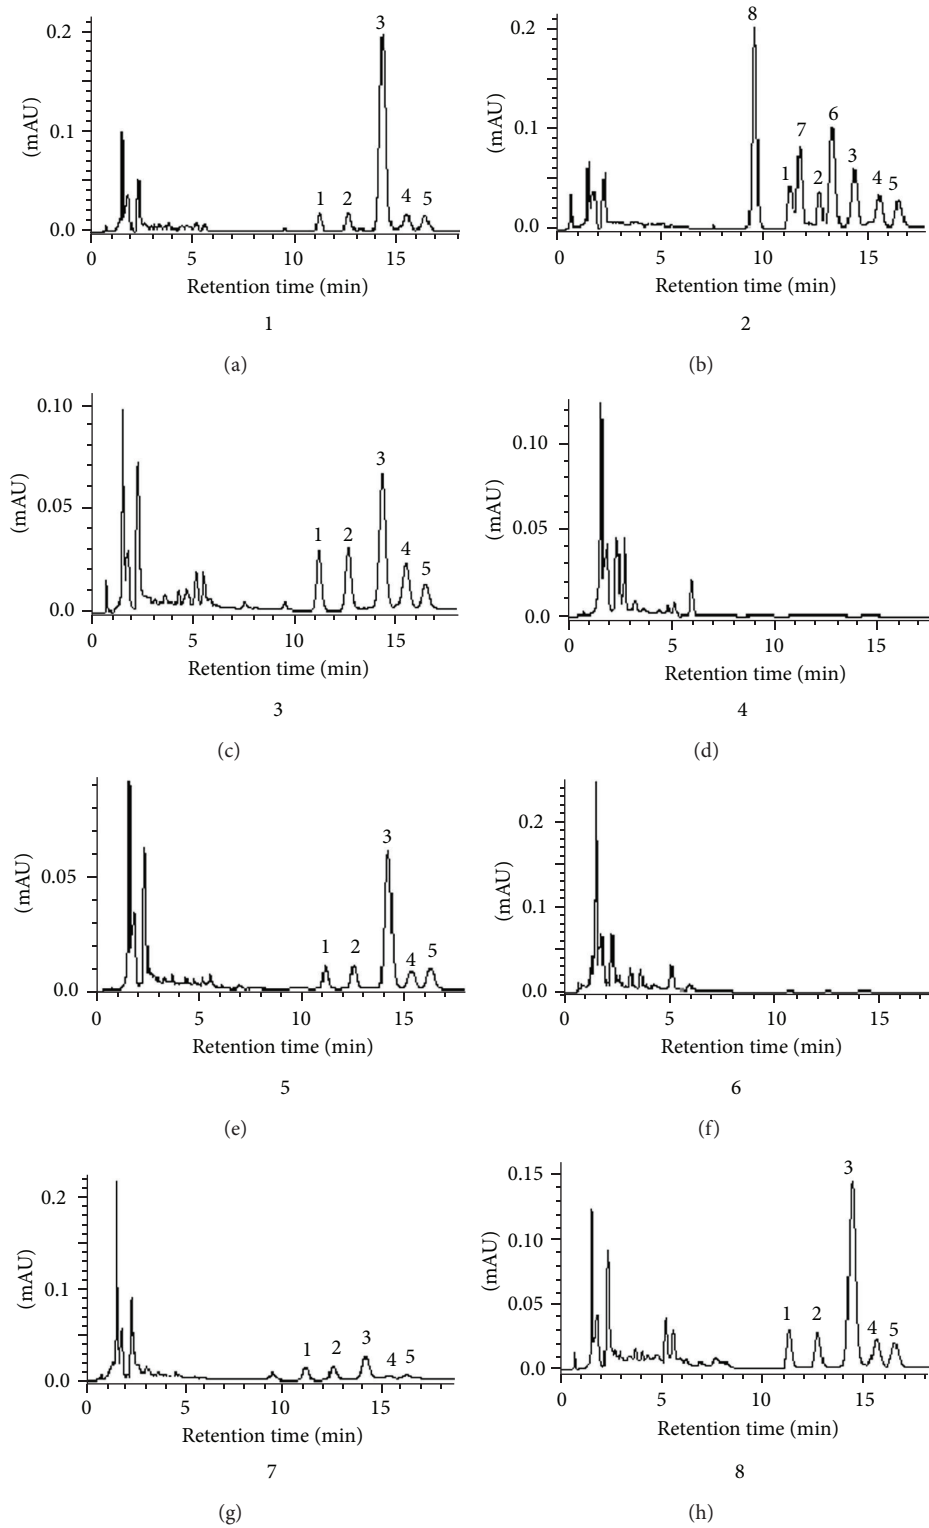 3
0.2
(mAU)
0.1
1 2 4 5
0.0
0 5 10 15
Retention time (min)
1
(a)
8
0.2
(mAU)
6
7
0.1
3
1 2 4 5
0.0
0 5 10 15
Retention time (min)
2
(b)
0.10
3
(mAU)
0.05
1 2 4
5
0.0
0 5 10 15
Retention time (min)
3
(c)
0.10
(mAU)
0.05
0.0
0 5 10 15
Retention time (min)
4
(d)
3
(mAU)
0.05
1 2 4 5
0.0
0 5 10 15
Retention time (min)
5
(e)
0.2
(mAU)
0.1
0.0
0 5 10 15
Retention time (min)
6
(f)
0.2
(mAU)
0.1
1 2 3
4 5
0.0
0 5 10 15
Retention time (min)
7
(g)
0.15
3
(mAU)
0.10
0.05
1 2 4 5
0.0
0 5 10 15
Retention time (min)
8
(h)